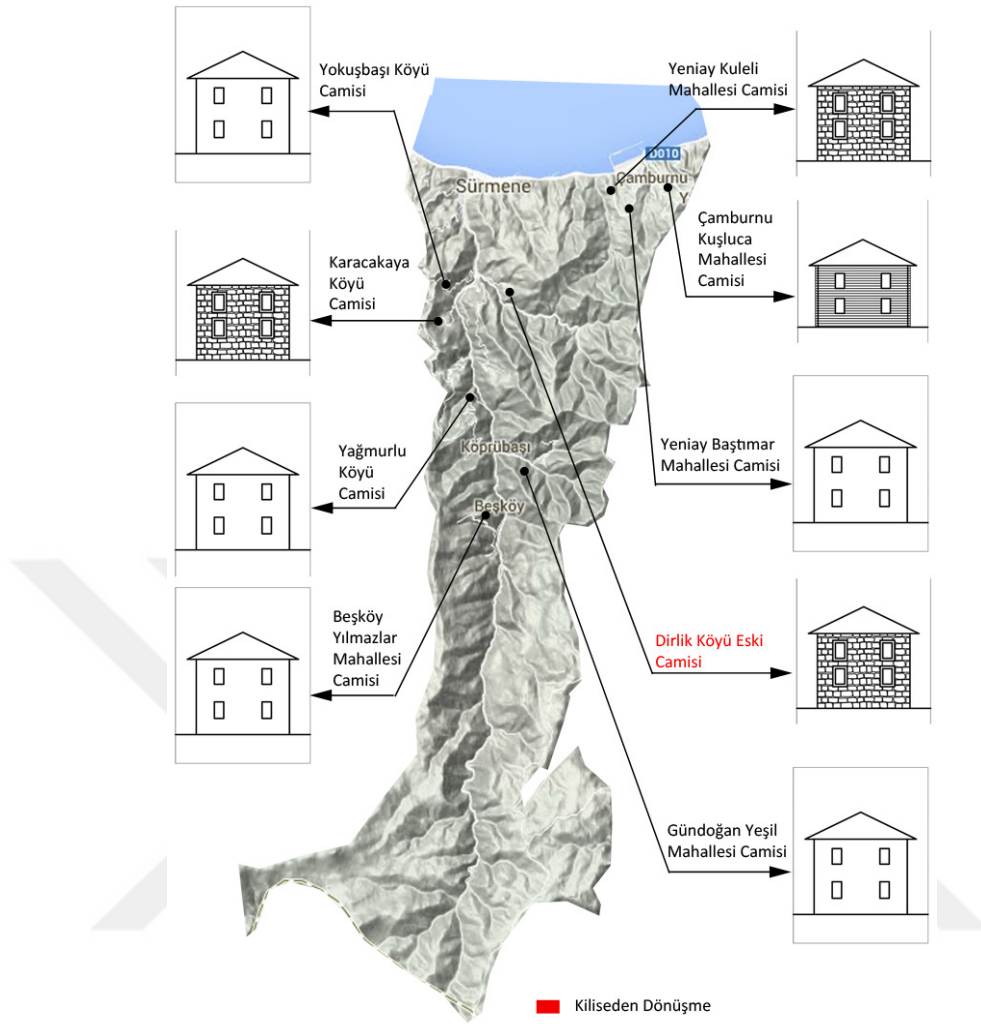 Yokuşbaşı Köyü
Camisi
Yeniay Kuleli
Mahallesi Camisi
D010
Çamburnu
Sürmene
Y
Çamburnu
Kuşluca
Mahallesi
Camisi
Karacakaya
Köyü
Camisi
Yağmurlu
Köyü
Camisi
Köprübaşı
Yeniay Baştımar
Mahallesi Camisi
Beşköy
Beşköy
Yılmazlar
Mahallesi
Camisi
Dirlik Köyü Eski
Camisi
Gündoğan Yeşil
Mahallesi Camisi
Kiliseden Dönüşme